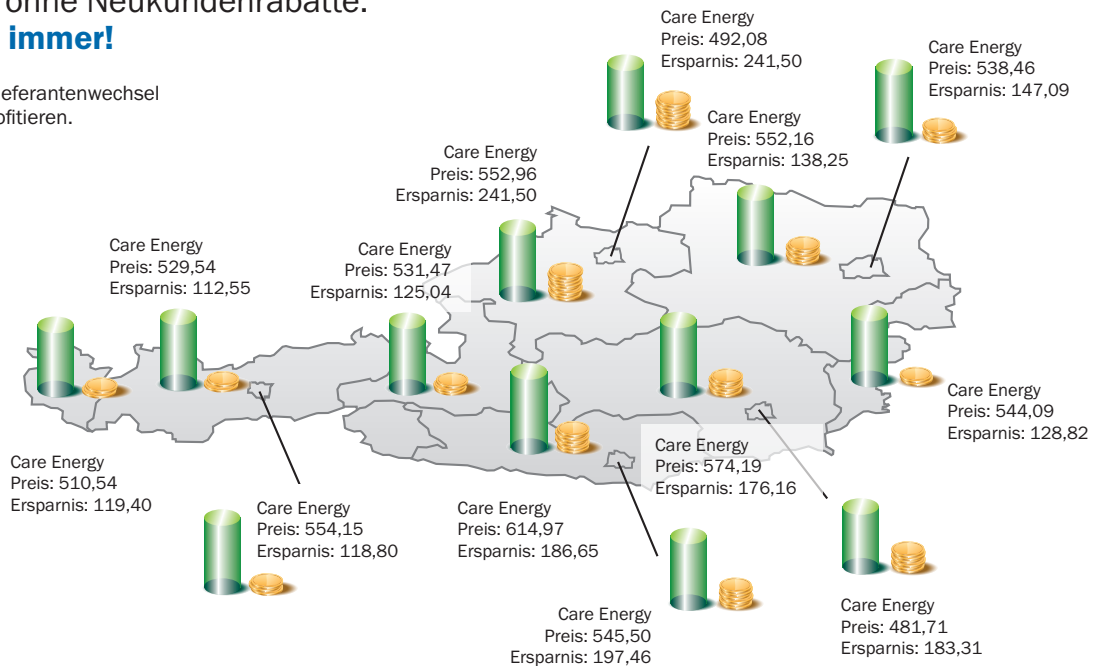 ohne Neukundenrabatte.
immer!
eferantenwechsel
ofitieren.
Care Energy
Preis: 492,08
Ersparnis: 241,50
Care Energy
Preis: 538,46
Ersparnis: 147,09
Care Energy
Preis: 552,16
Ersparnis: 138,25
Care Energy
Preis: 552,96
Ersparnis: 241,50
Care Energy
Preis: 529,54
Ersparnis: 112,55
Care Energy
Preis: 531,47
Ersparnis: 125,04
Care Energy
Preis: 544,09
Ersparnis: 128,82
Care Energy
Preis: 510,54
Ersparnis: 119,40
Care Energy
Preis: 554,15
Ersparnis: 118,80
Care Energy
Preis: 614,97
Ersparnis: 186,65
Care Energy
Preis: 574,19
Ersparnis: 176,16
Care Energy
Preis: 545,50
Ersparnis: 197,46
Care Energy
Preis: 481,71
Ersparnis: 183,31